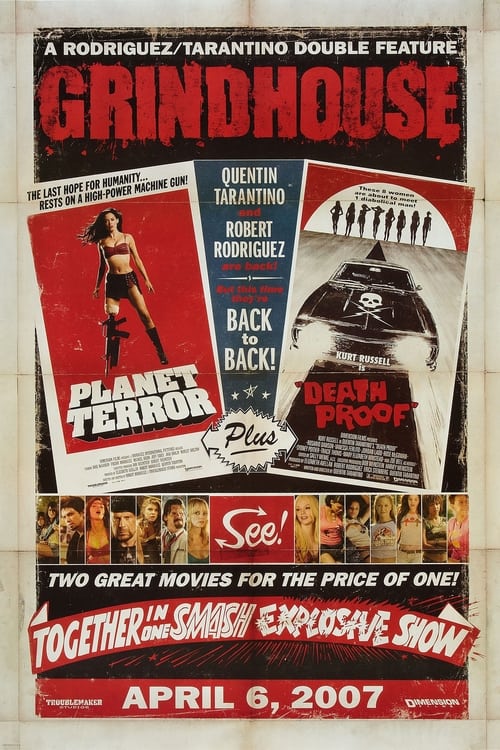 A RODRIGUEZ/TARANTINO DOUBLE FEATURE
GRINDHOUSE
THE LAST HOPE FOR HUMANITY...
RESTS ON A HIGH-POWER MACHINE GUN!
PLANET
TERROR
QUENTIN
TARANTINO
and
ROBERT
RODRIGUEZ
are back!
But this time
they're
BACK
to
BACK!
Plus
These 8 women
are about to meet
1 diabolical man!
KURT RUSSELL
is
"DEATH
PROOF"
See!
TWO GREAT MOVIES FOR THE PRICE OF ONE!
TOGETHER IN ONE SMASH EXPLOSIVE SHOW
TROUBLEMAKER
STUDIOS
APRIL 6, 2007
DIMENSION